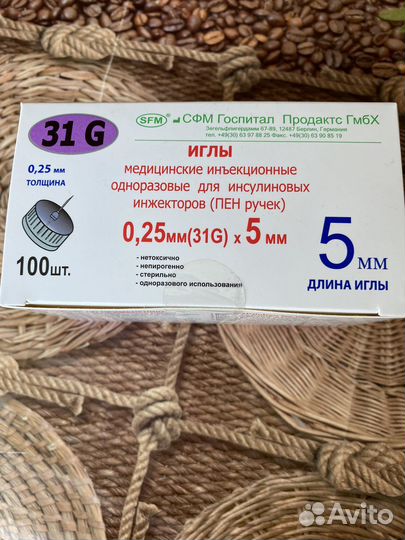 31 G
SFM СФМ Госпитал Продактс ГмбХ
Зегельфлигердамм 67-89, 12487 Берлин, Германия
тел. +49(30) 63 97 88 25 Факс. +49(30) 63 90 85 19
ИГЛЫ
медицинские инъекционные
одноразовые для инсулиновых
инжекторов (ПЕН ручек)
0,25 мм
ТОЛЩИНА
0,25мм(31G) х 5 мм
5 мм
ДЛИНА ИГЛЫ
100шт.
- нетоксично
- непирогенно
- стерильно
- одноразового использования
Avito